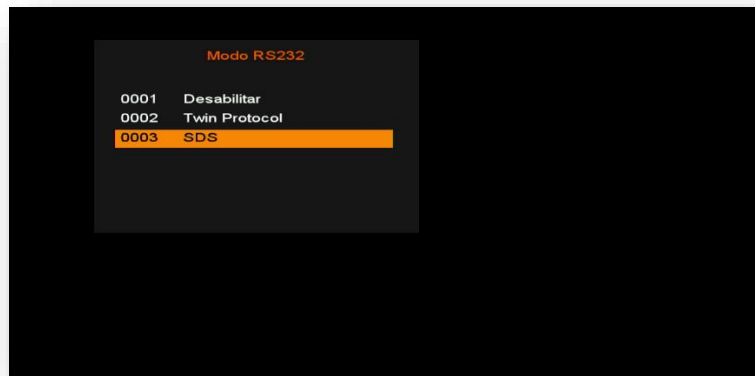 Modo RS232
0001 Desabilitar
0002 Twin Protocol
0003 SDS